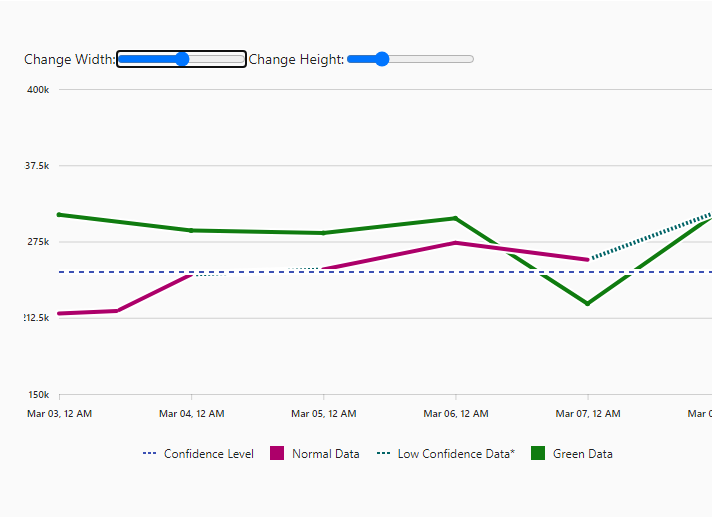 Change Width: Change Height:
400k
37.5k
275k
212.5k
150k
Mar 03, 12 AM Mar 04, 12 AM Mar 05, 12 AM Mar 06, 12 AM Mar 07, 12 AM Mar 0
Confidence Level Normal Data Low Confidence Data* Green Data